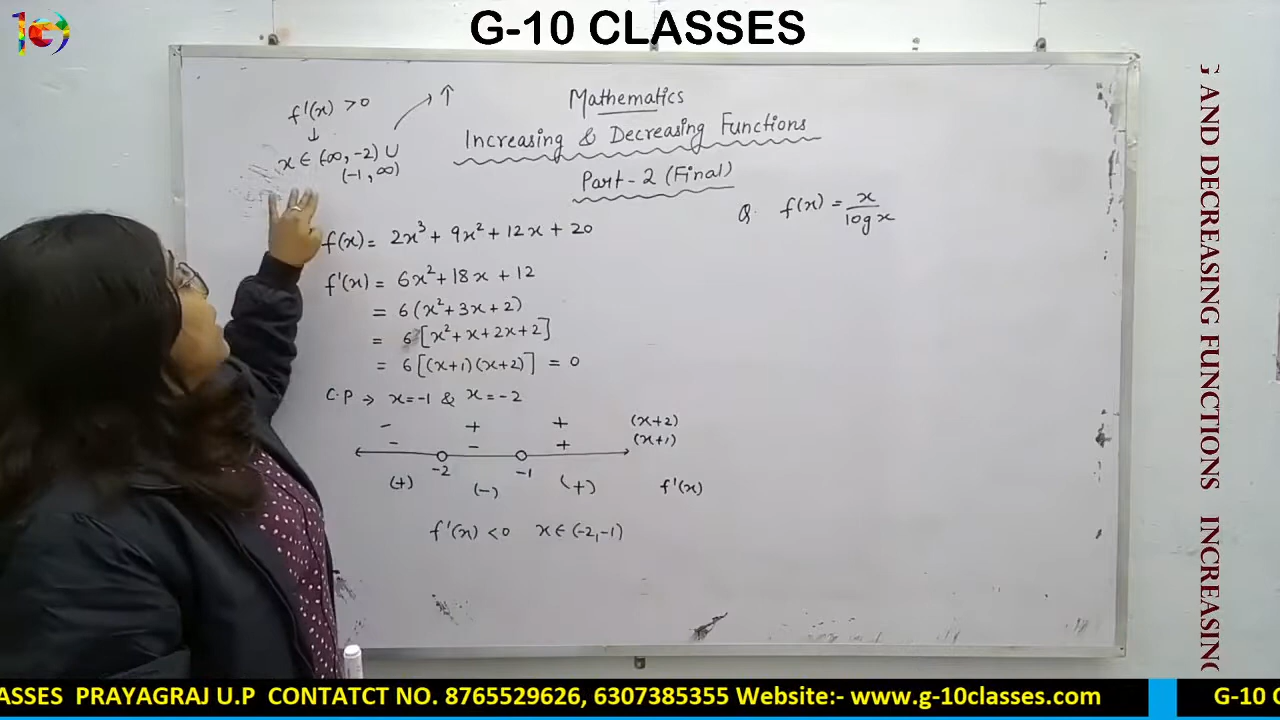 G-10 CLASSES
f'(x) >0
↓
x ∈ (-∞, -2) ∪
(-1, ∞)
→ ↑
Mathematics
Increasing & Decreasing Functions
Part - 2 (Final)
f(x) = 2x³ + 9x² + 12x + 20
f'(x) = 6x² + 18x + 12
= 6(x² + 3x + 2)
= 6[x² + x + 2x + 2]
= 6[(x+1)(x+2)] = 0
C.P → x=-1 & x=-2
- + + (x+2)
- - + (x+1)
-2 -1
(+) (-) (+) f'(x)
f'(x) <0 x ∈ (-2,-1)
Q. f(x) = x/log x
G AND DECREASING FUNCTIONS INCREASING
ASSES PRAYAGRAJ U.P CONTATCT NO. 8765529626, 6307385355 Website:- www.g-10classes.com G-10 C